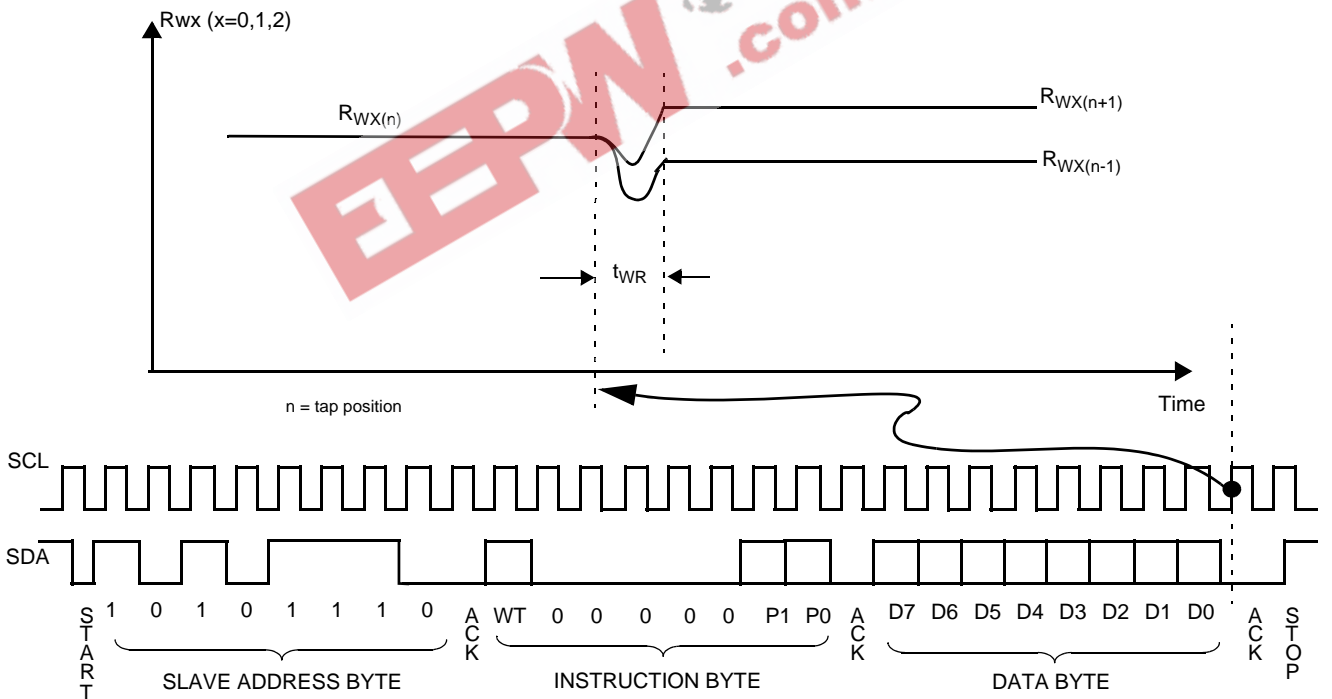 Rwx (x=0,1,2)
EEPW
.com
RWX(n)
RWX(n+1)
RWX(n-1)
tWR
n = tap position
Time
SCL
SDA
START
1 0 1 0 1 1 1 0
ACK
WT 0 0 0 0 0 P1 P0
ACK
D7 D6 D5 D4 D3 D2 D1 D0
ACK
STOP
SLAVE ADDRESS BYTE
INSTRUCTION BYTE
DATA BYTE